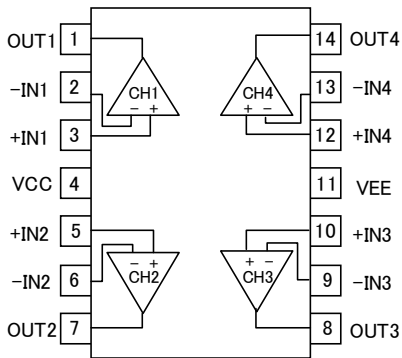 OUT1 1 14 OUT4
-IN1 2 13 -IN4
CH1 CH4
- + + -
+IN1 3 12 +IN4
VCC 4 11 VEE
+IN2 5 10 +IN3
- + + -
CH2 CH3
-IN2 6 9 -IN3
OUT2 7 8 OUT3